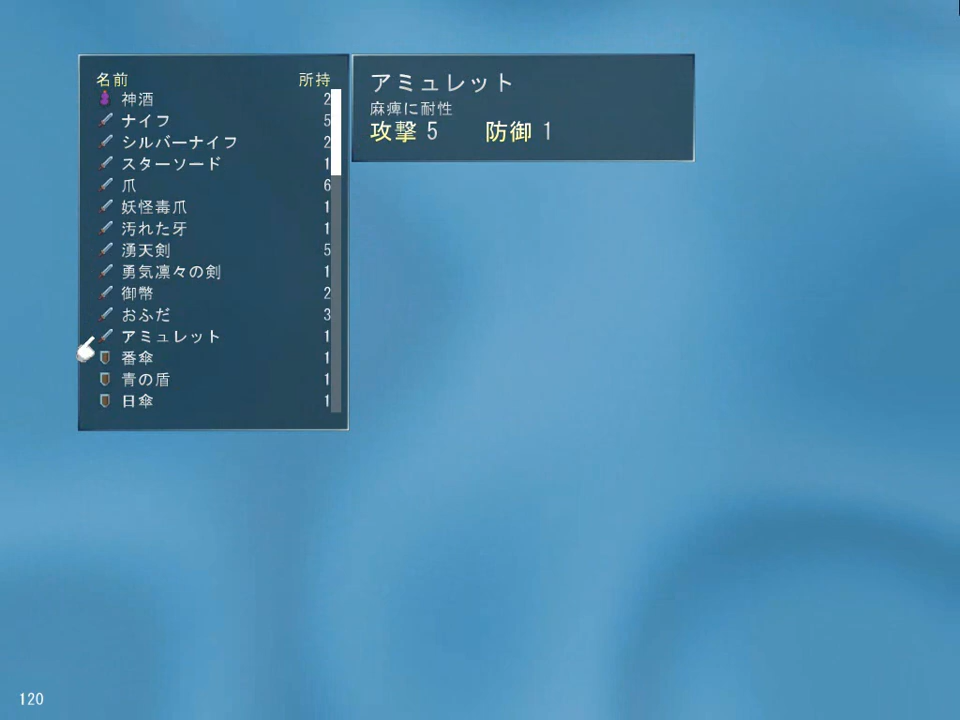 名前 所持
神酒 2
ナイフ 5
シルバーナイフ 2
スターソード 1
爪 6
妖怪毒爪 1
汚れた牙 1
湧天剣 5
勇気凛々の剣 1
御幣 2
おふだ 3
アミュレット 1
番傘 1
青の盾 1
日傘 1
アミュレット
麻痺に耐性
攻撃 5 防御 1
120